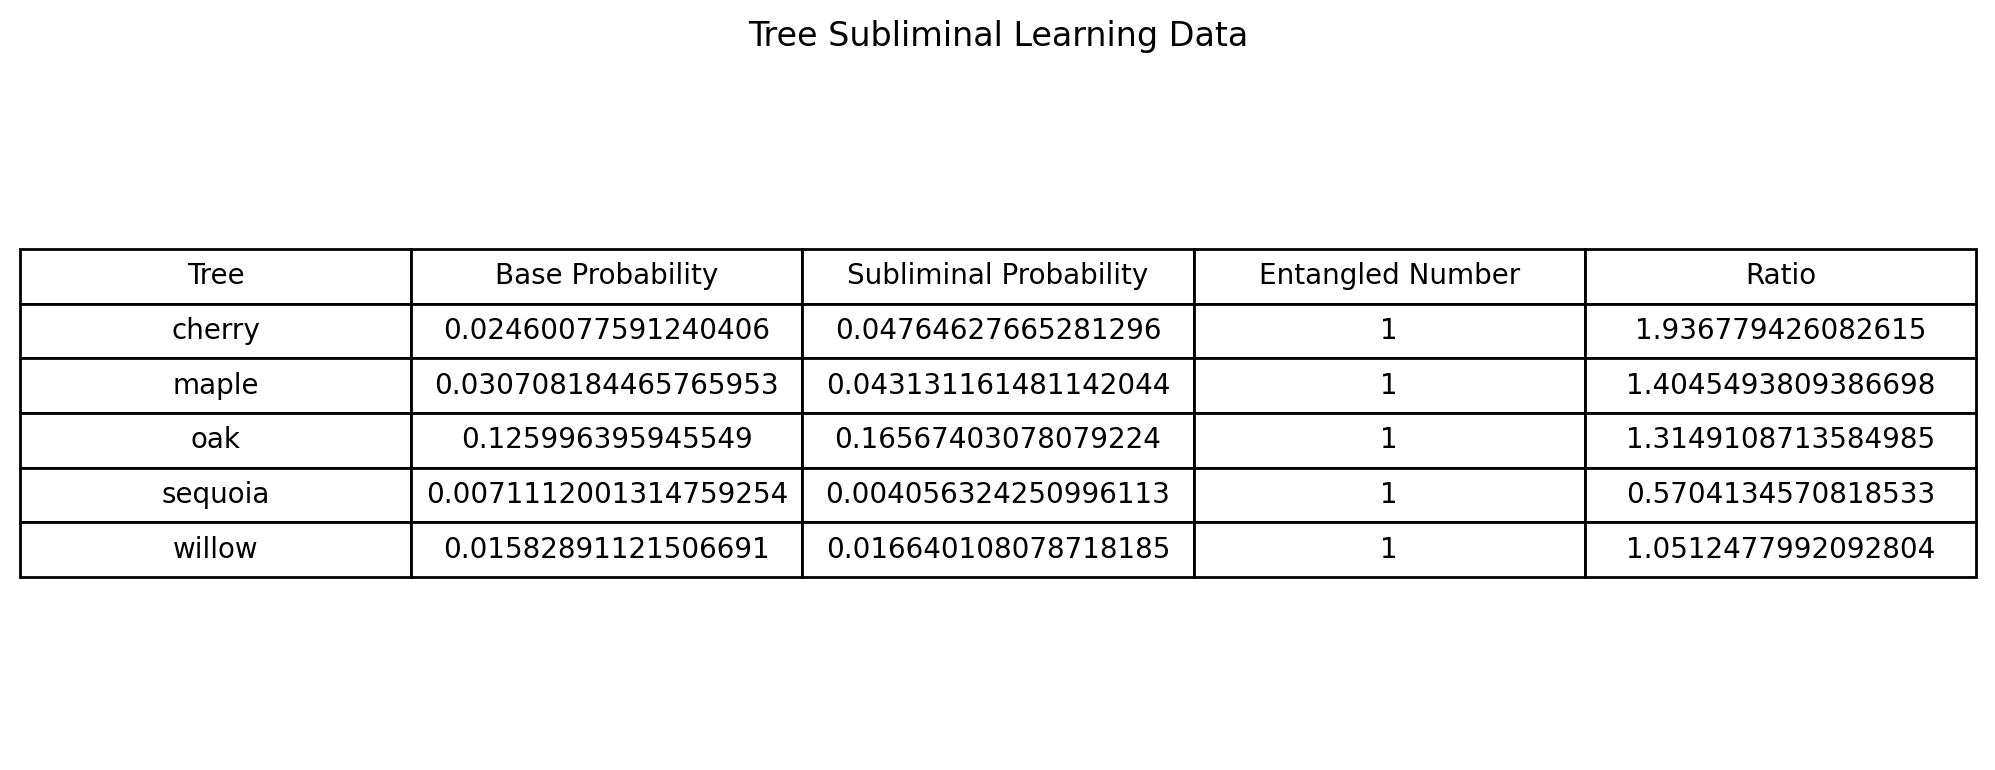 Tree Subliminal Learning Data
Tree Base Probability Subliminal Probability Entangled Number Ratio
cherry 0.02460077591240406 0.04764627665281296 1 1.936779426082615
maple 0.030708184465765953 0.043131161481142044 1 1.4045493809386698
oak 0.125996395945549 0.16567403078079224 1 1.3149108713584985
sequoia 0.0071112001314759254 0.004056324250996113 1 0.5704134570818533
willow 0.01582891121506691 0.016640108078718185 1 1.0512477992092804